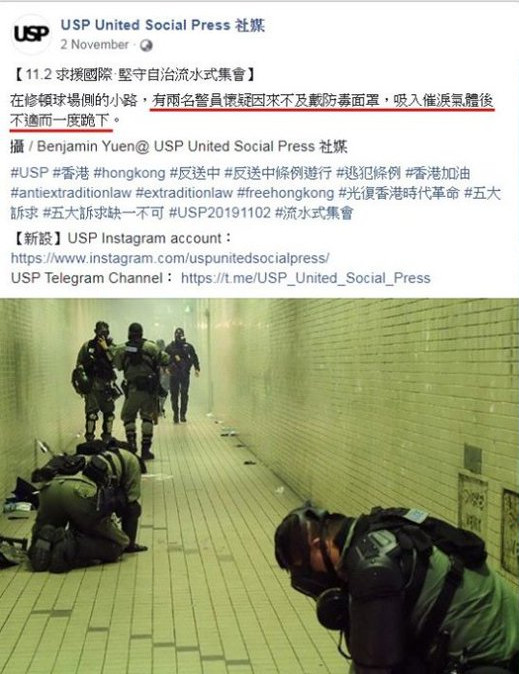 USP
USP United Social Press 社媒
2 November ·
【 11.2 求援國際·堅守自治流水式集會】
在修頓球場側的小路，有兩名警員懷疑因來不及戴防毒面罩，吸入催淚氣體後
不適而一度跪下。
攝 / Benjamin Yuen@ USP United Social Press 社媒
#USP #香港 #hongkong #反送中 #反送中條例遊行 #逃犯條例 #香港加油
#antiextraditionlaw #extraditionlaw #freehongkong #光復香港時代革命 #五大
訴求 #五大訴求缺一不可 #USP20191102 #流水式集會
【新設】USP Instagram account：
https://www.instagram.com/uspunitedsocialpress/
USP Telegram Channel： https://t.me/USP_United_Social_Press